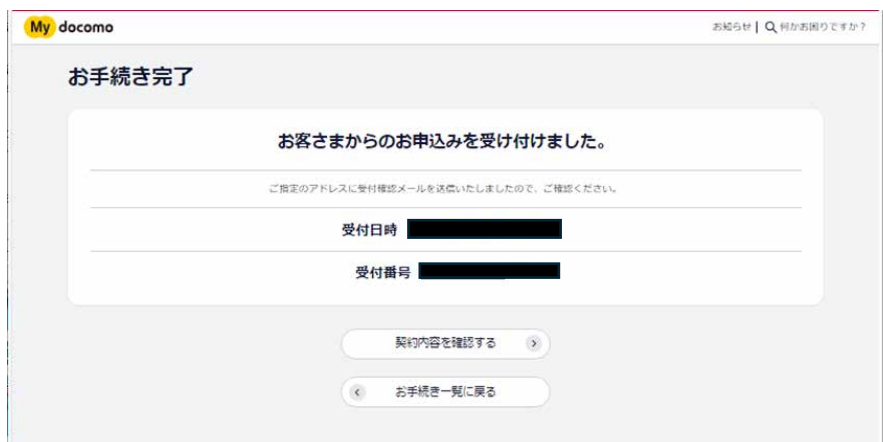 My docomo
お知らせ 何かお困りですか?
お手続き完了
お客さまからのお申込みを受け付けました。
ご指定のアドレスに受付確認メールを送信いたしましたので、ご確認ください。
受付日時
受付番号
契約内容を確認する
お手続き一覧に戻る